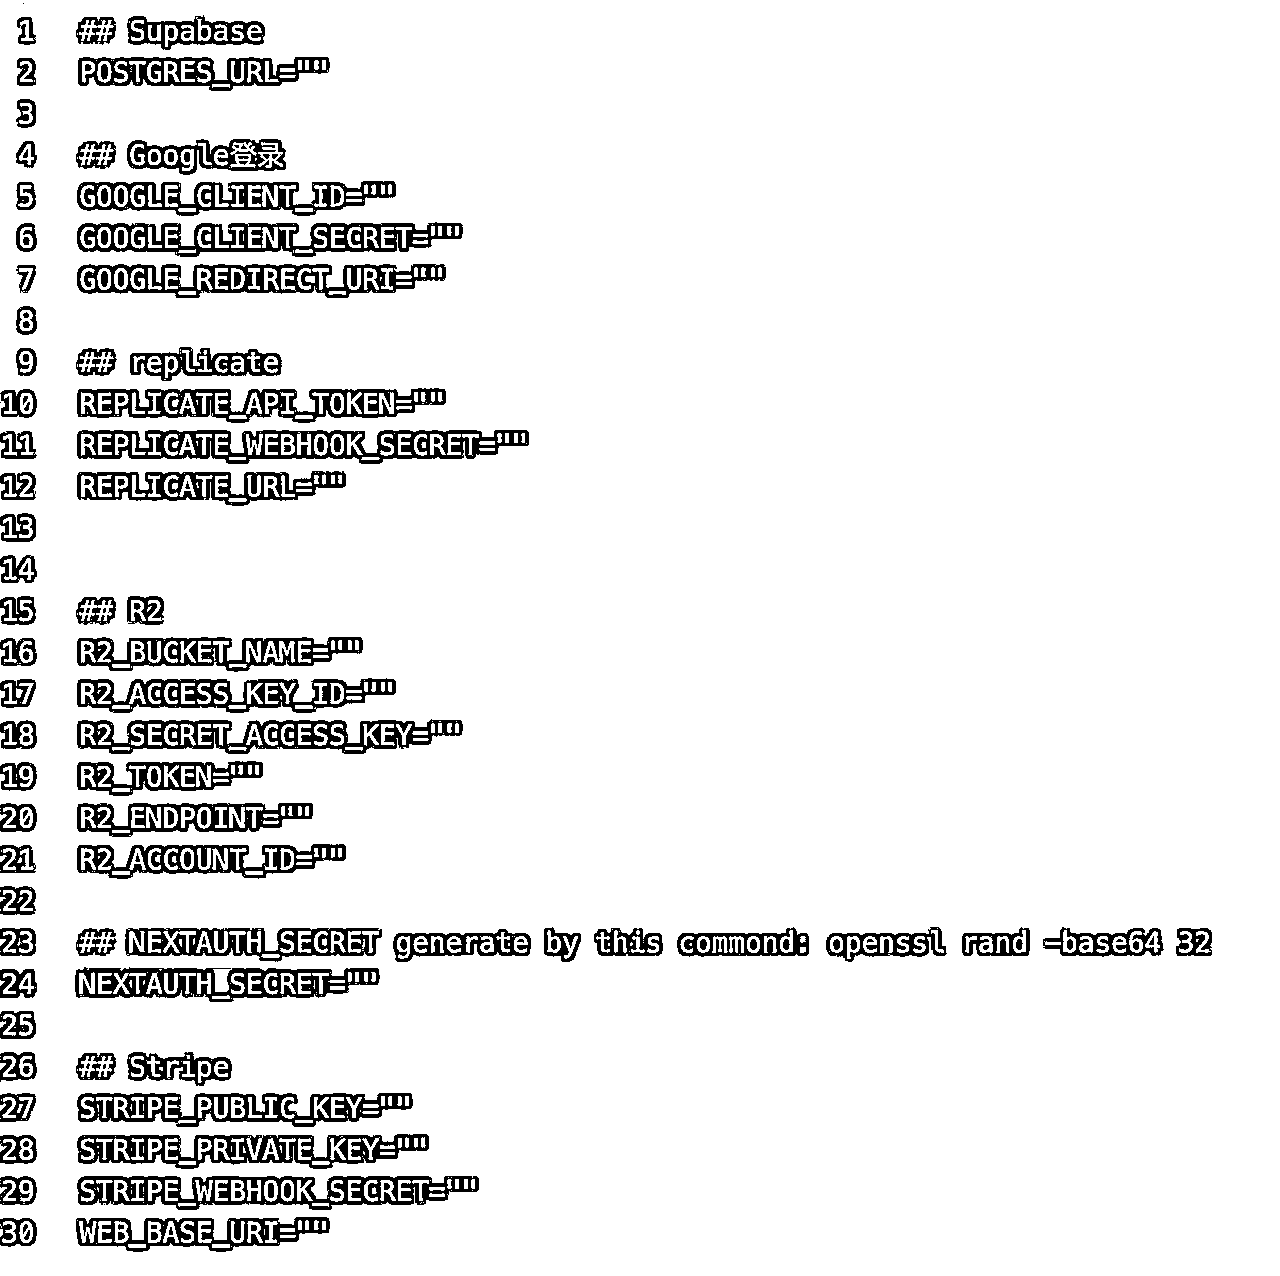 1 ## Supabase
2 POSTGRES_URL=""
3
4 ## Google登录
5 GOOGLE_CLIENT_ID=""
6 GOOGLE_CLIENT_SECRET=""
7 GOOGLE_REDIRECT_URI=""
8
9 ## replicate
10 REPLICATE_API_TOKEN=""
11 REPLICATE_WEBHOOK_SECRET=""
12 REPLICATE_URL=""
13
14
15 ## R2
16 R2_BUCKET_NAME=""
17 R2_ACCESS_KEY_ID=""
18 R2_SECRET_ACCESS_KEY=""
19 R2_TOKEN=""
20 R2_ENDPOINT=""
21 R2_ACCOUNT_ID=""
22
23 ## NEXTAUTH_SECRET generate by this commond: openssl rand -base64 32
24 NEXTAUTH_SECRET=""
25
26 ## Stripe
27 STRIPE_PUBLIC_KEY=""
28 STRIPE_PRIVATE_KEY=""
29 STRIPE_WEBHOOK_SECRET=""
30 WEB_BASE_URI=""